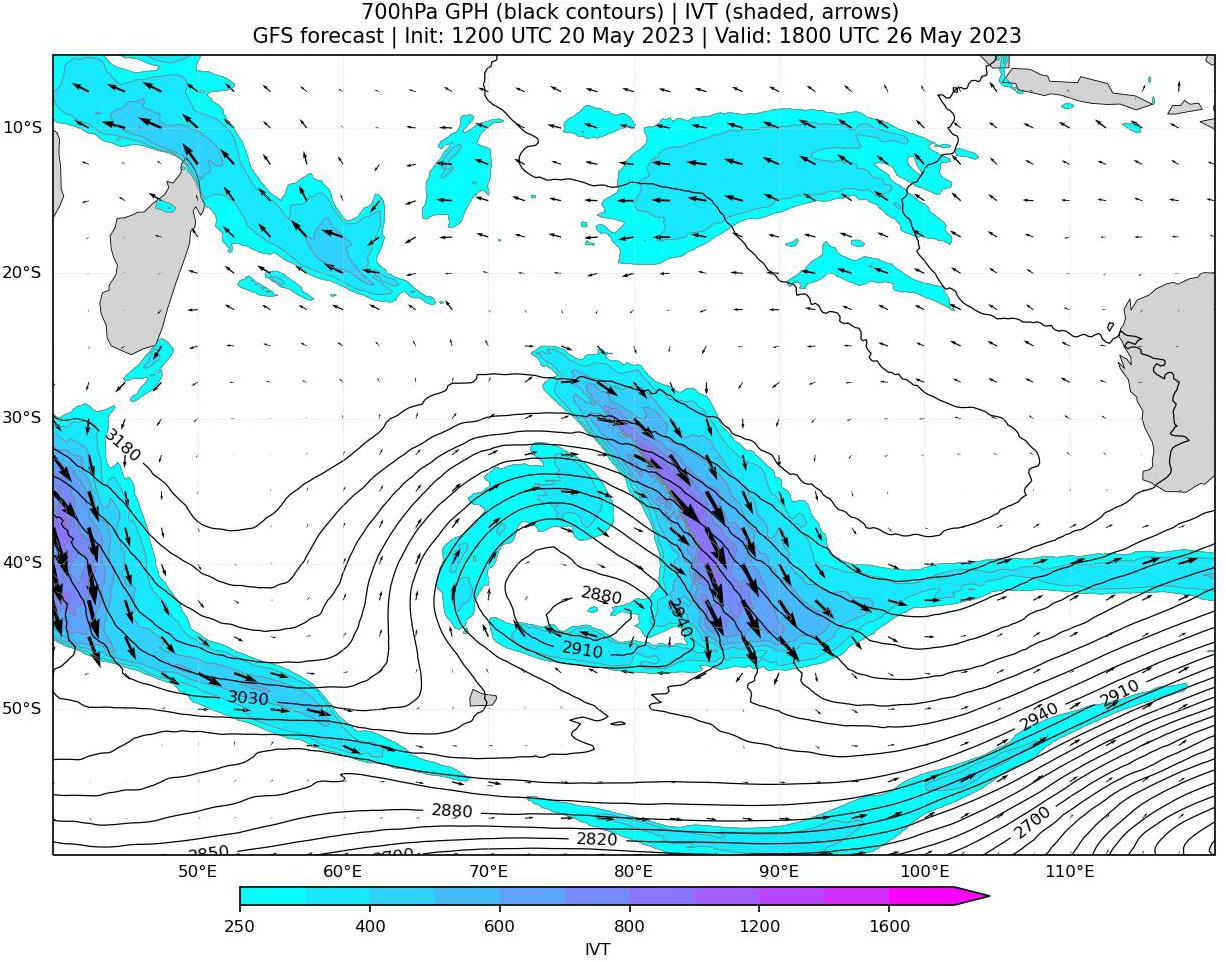 700hPa GPH (black contours) | IVT (shaded, arrows)
GFS forecast | Init: 1200 UTC 20 May 2023 | Valid: 1800 UTC 26 May 2023
10°S
20°S
30°S
3180
40°S
2880
2940
2910
3030
2910
50°S
2940
2880
2700
2820
2850
50°E
60°E
70°E
80°E
90°E
100°E
110°E
250
400
600
800
1200
1600
IVT